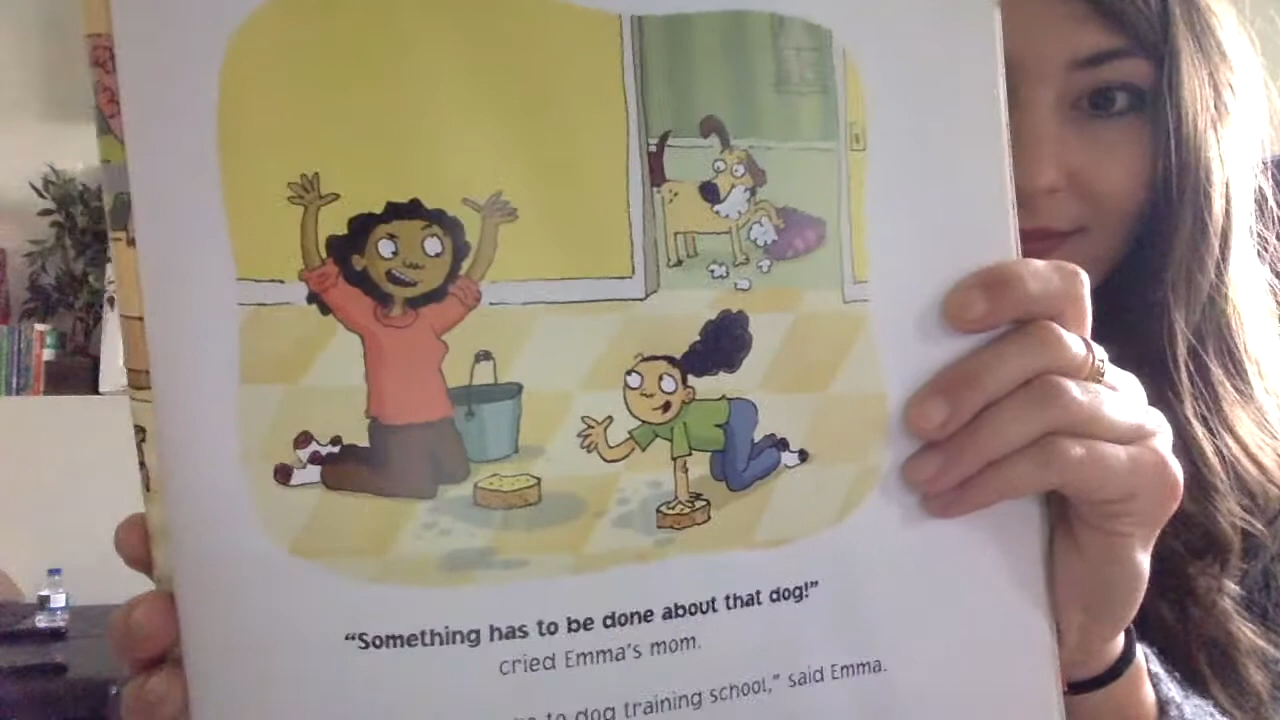 “Something has to be done about that dog!”
cried Emma’s mom.
to dog training school,” said Emma.